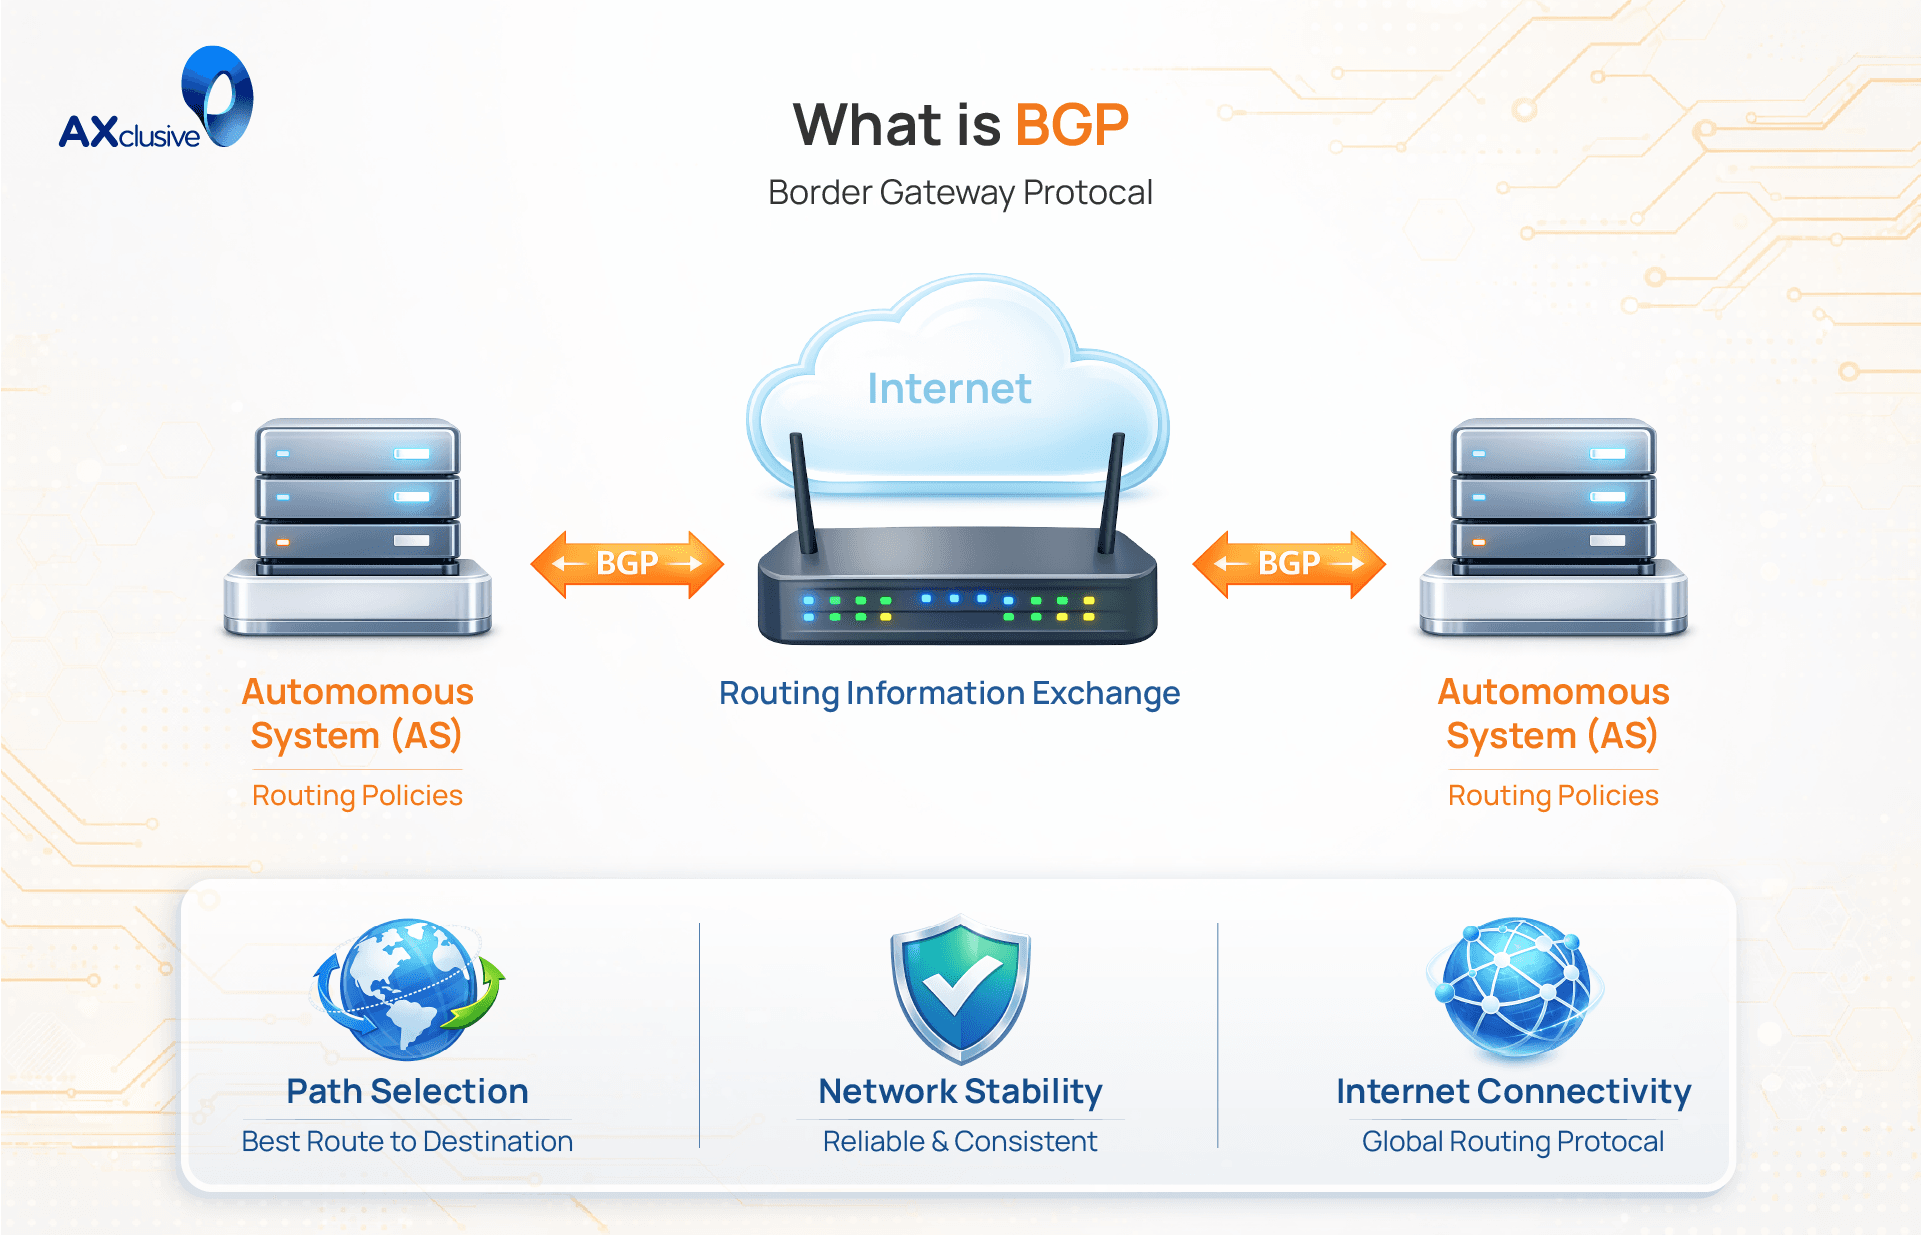 AXclusive
What is BGP
Border Gateway Protocal
Internet
BGP
BGP
Automomous
System (AS)
Routing Policies
Routing Information Exchange
Automomous
System (AS)
Routing Policies
Path Selection
Best Route to Destination
Network Stability
Reliable & Consistent
Internet Connectivity
Global Routing Protocal